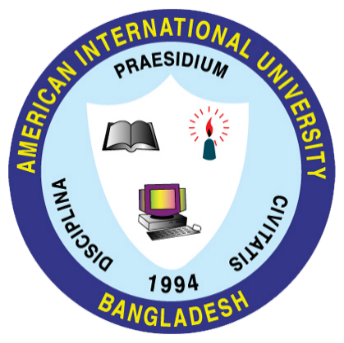 AMERICAN INTERNATIONAL UNIVERSITY
BANGLADESH
PRAESIDIUM
DISCIPLINA
CIVITATIS
1994